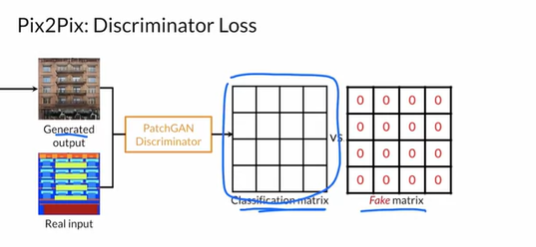 Pix2Pix: Discriminator Loss
Generated
output
PatchGAN
Discriminator
vs
0 0 0 0
0 0 0 0
0 0 0 0
0 0 0 0
Classification matrix
Fake matrix
Real input